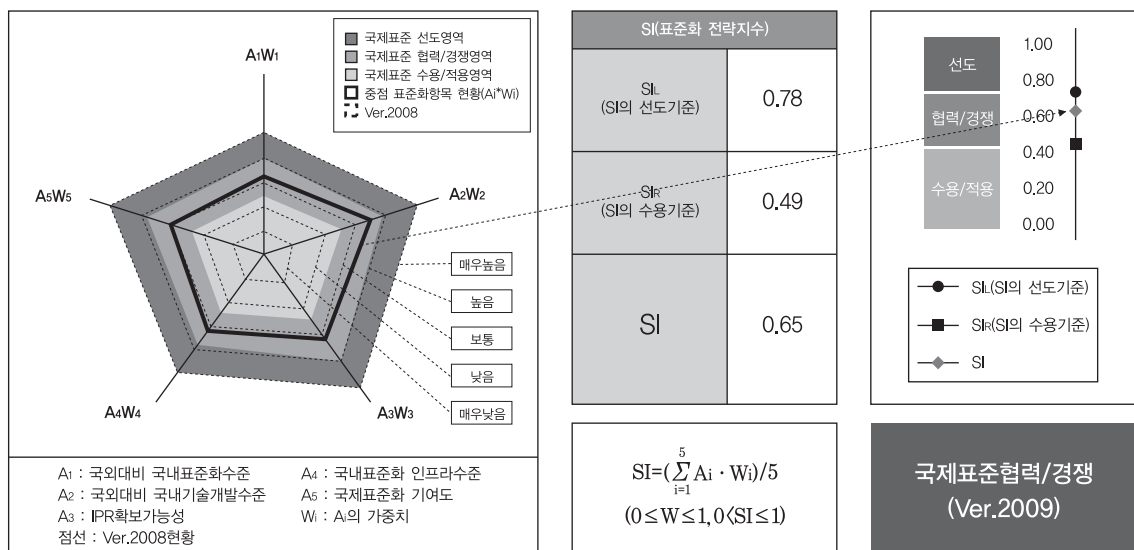 국제표준 선도영역
국제표준 협력/경쟁영역
국제표준 수용/적용영역
중점 표준화항목 현황(Ai*Wi)
Ver.2008
A1W1
A2W2
A3W3
A4W4
A5W5
매우높음
높음
보통
낮음
매우낮음
A1 : 국외대비 국내표준화수준
A2 : 국외대비 국내기술개발수준
A3 : IPR확보가능성
점선 : Ver.2008현황
A4 : 국내표준화 인프라수준
A5 : 국제표준화 기여도
Wi : Ai의 가중치
SI(표준화 전략지수)
SIL
(SI의 선도기준)
0.78
SIR
(SI의 수용기준)
0.49
SI
0.65
SI=(∑Ai · Wi)/5
5
i=1
(0≤W≤1, 0<SI≤1)
선도
협력/경쟁
수용/적용
1.00
0.80
0.60
0.40
0.20
0.00
SIL(SI의 선도기준)
SIR(SI의 수용기준)
SI
국제표준협력/경쟁
(Ver.2009)